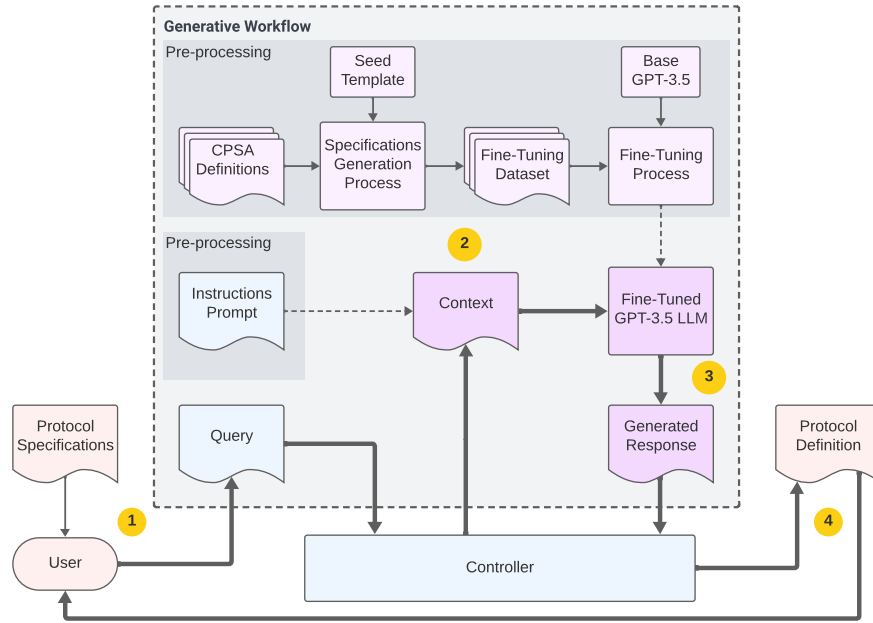 Generative Workflow
Pre-processing
Seed
Template
Base
GPT-3.5
CPSA
Definitions
Specifications
Generation
Process
Fine-Tuning
Dataset
Fine-Tuning
Process
Pre-processing
2
Instructions
Prompt
Context
Fine-Tuned
GPT-3.5 LLM
3
Protocol
Specifications
Query
Generated
Response
Protocol
Definition
1
4
User
Controller